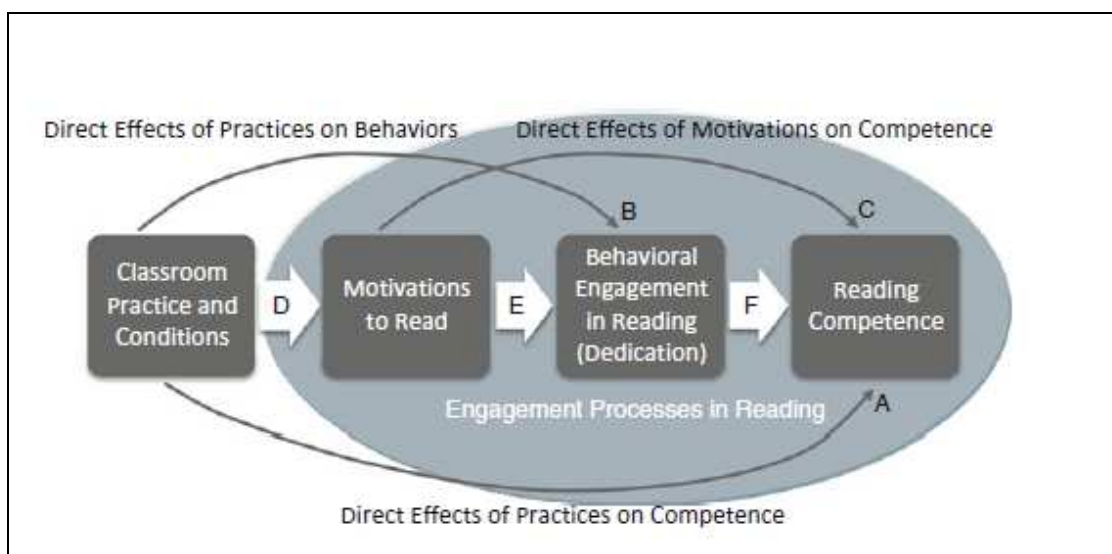 Direct Effects of Practices on Behaviors
Direct Effects of Motivations on Competence
B
C
Classroom
Practice and
Conditions
D
Motivations
to Read
E
Behavioral
Engagement
in Reading
(Dedication)
F
Reading
Competence
Engagement Processes in Reading
A
Direct Effects of Practices on Competence